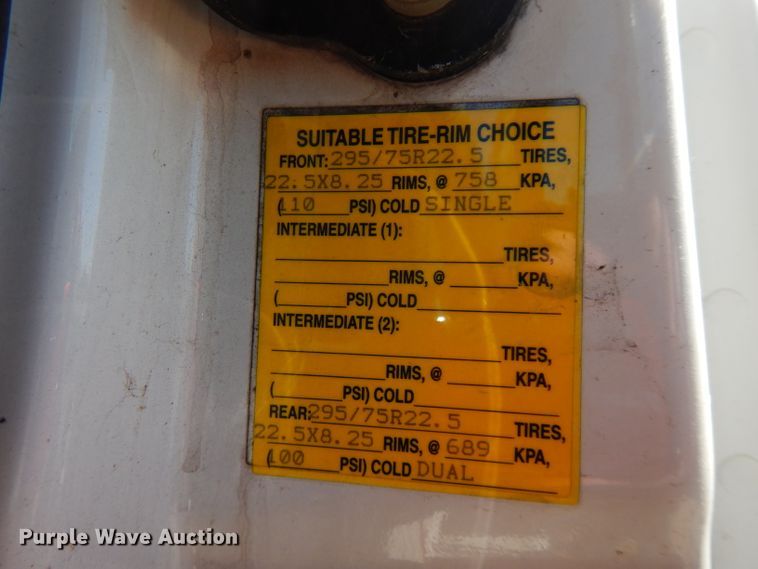 SUITABLE TIRE-RIM CHOICE
FRONT: 295/75R22.5 TIRES,
22.5X8.25 RIMS, @ 758 KPA,
(110 PSI) COLD SINGLE
INTERMEDIATE (1):
TIRES,
RIMS, @ KPA,
( PSI) COLD
INTERMEDIATE (2):
TIRES,
RIMS, @ KPA,
( PSI) COLD
REAR: 295/75R22.5 TIRES,
22.5X8.25 RIMS, @ 689 KPA,
(100 PSI) COLD DUAL
Purple Wave Auction